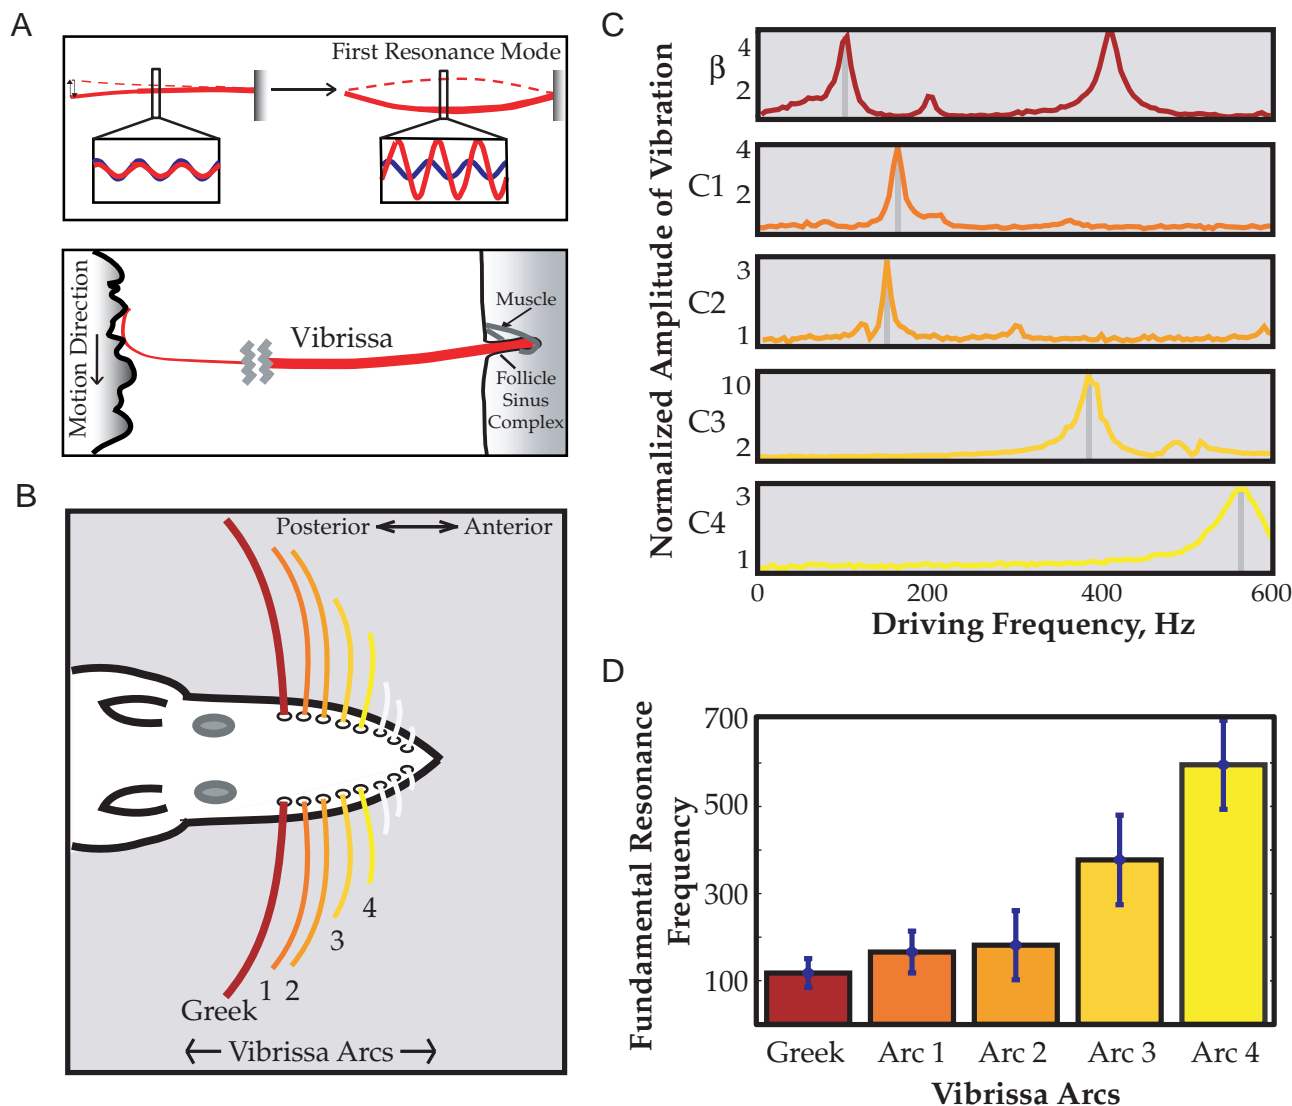 A
First Resonance Mode
Motion Direction
Vibrissa
Muscle
Follicle
Sinus
Complex
B
Posterior
Anterior
1
2
3
4
Greek
Vibrissa Arcs
C
Normalized Amplitude of Vibration
β
4
2
C1
4
2
C2
3
1
C3
10
2
C4
3
1
0
200
400
600
Driving Frequency, Hz
D
Fundamental Resonance
Frequency
700
500
300
100
Greek
Arc 1
Arc 2
Arc 3
Arc 4
Vibrissa Arcs